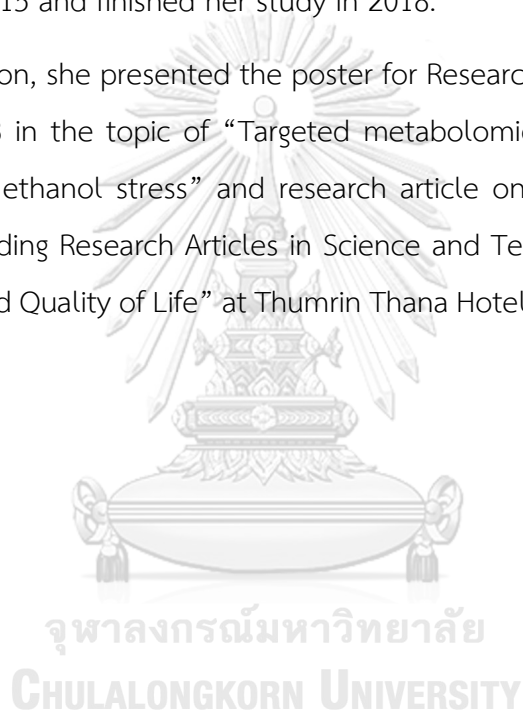 15 and finished her study in 2018.
on, she presented the poster for Research
in the topic of "Targeted metabolomic
ethanol stress" and research article on
ding Research Articles in Science and Te
d Quality of Life" at Thumrin Thana Hotel
จุฬาลงกรณ์มหาวิทยาลัย
CHULALONGKORN UNIVERSITY